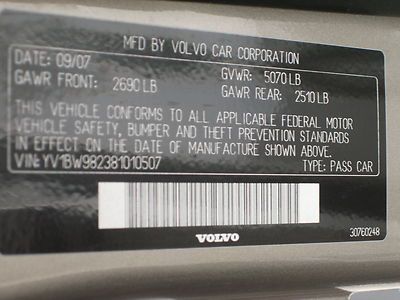 MFD BY VOLVO CAR CORPORATION
DATE: 09/07 GVWR: 5070 LB
GAWR FRONT: 2690 LB GAWR REAR: 2510 LB
THIS VEHICLE CONFORMS TO ALL APPLICABLE FEDERAL MOTOR
VEHICLE SAFETY, BUMPER AND THEFT PREVENTION STANDARDS
IN EFFECT ON THE DATE OF MANUFACTURE SHOWN ABOVE.
VIN: YV1BW982381010507 TYPE: PASS CAR
VOLVO 30760248